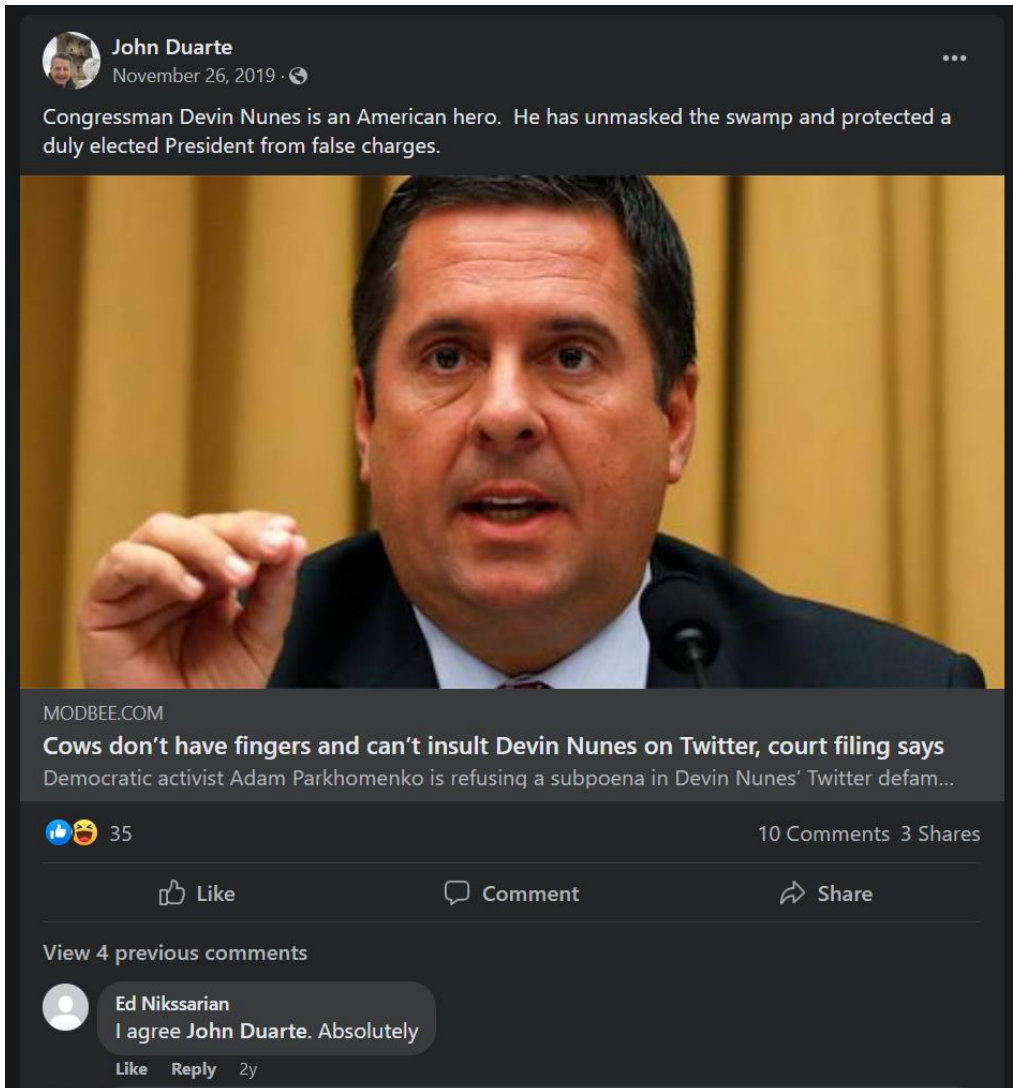 John Duarte
November 26, 2019 ·
Congressman Devin Nunes is an American hero.  He has unmasked the swamp and protected a
duly elected President from false charges.
MODBEE.COM
Cows don’t have fingers and can’t insult Devin Nunes on Twitter, court filing says
Democratic activist Adam Parkhomenko is refusing a subpoena in Devin Nunes’ Twitter defam...
35
10 Comments 3 Shares
Like Comment Share
View 4 previous comments
Ed Nikssarian
I agree John Duarte. Absolutely
Like Reply 2y